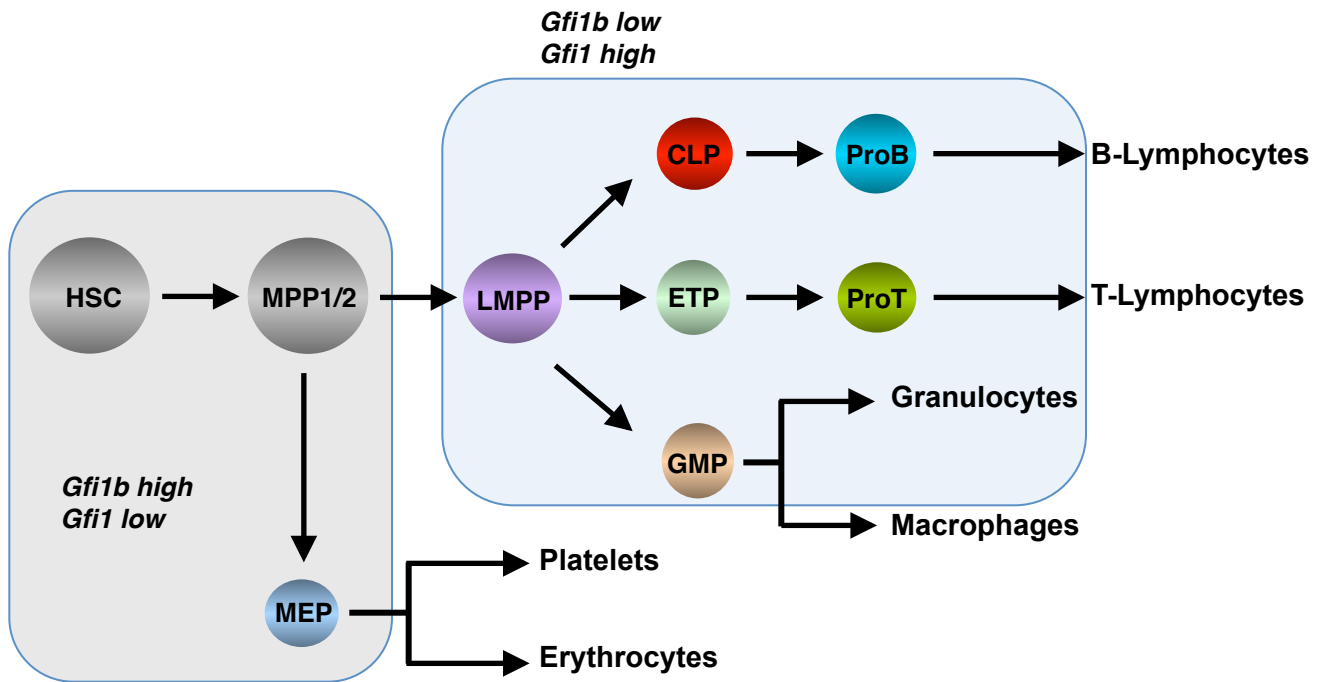 Gfi1b low
Gfi1 high
CLP
ProB
B-Lymphocytes
HSC
MPP1/2
LMPP
ETP
ProT
T-Lymphocytes
Granulocytes
GMP
Macrophages
Gfi1b high
Gfi1 low
Platelets
MEP
Erythrocytes